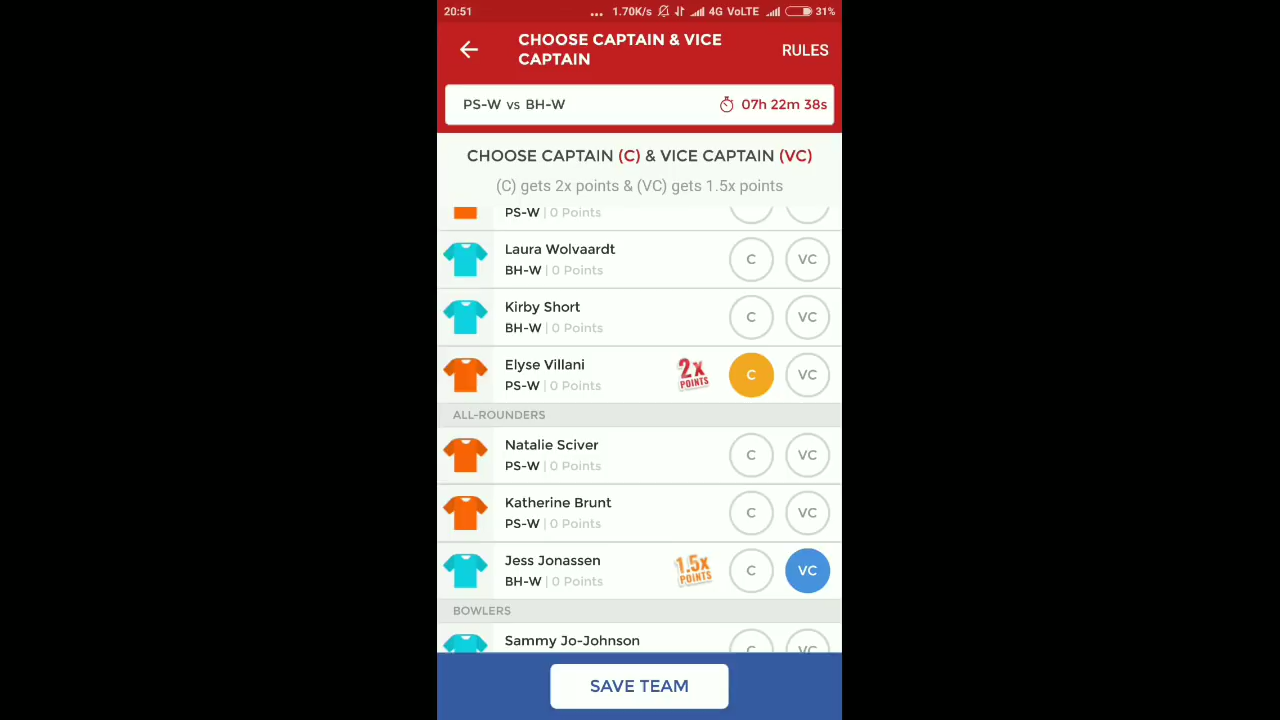 20:51 ... 1.70K/s 4G VoLTE 31%
CHOOSE CAPTAIN & VICE
CAPTAIN
RULES
PS-W vs BH-W 07h 22m 38s
CHOOSE CAPTAIN (C) & VICE CAPTAIN (VC)
(C) gets 2x points & (VC) gets 1.5x points
PS-W | 0 Points
Laura Wolvaardt
BH-W | 0 Points
C VC
Kirby Short
BH-W | 0 Points
C VC
Elyse Villani
PS-W | 0 Points
2x
POINTS
C VC
ALL-ROUNDERS
Natalie Sciver
PS-W | 0 Points
C VC
Katherine Brunt
PS-W | 0 Points
C VC
Jess Jonassen
BH-W | 0 Points
1.5x
POINTS
C VC
BOWLERS
Sammy Jo-Johnson
C VC
SAVE TEAM